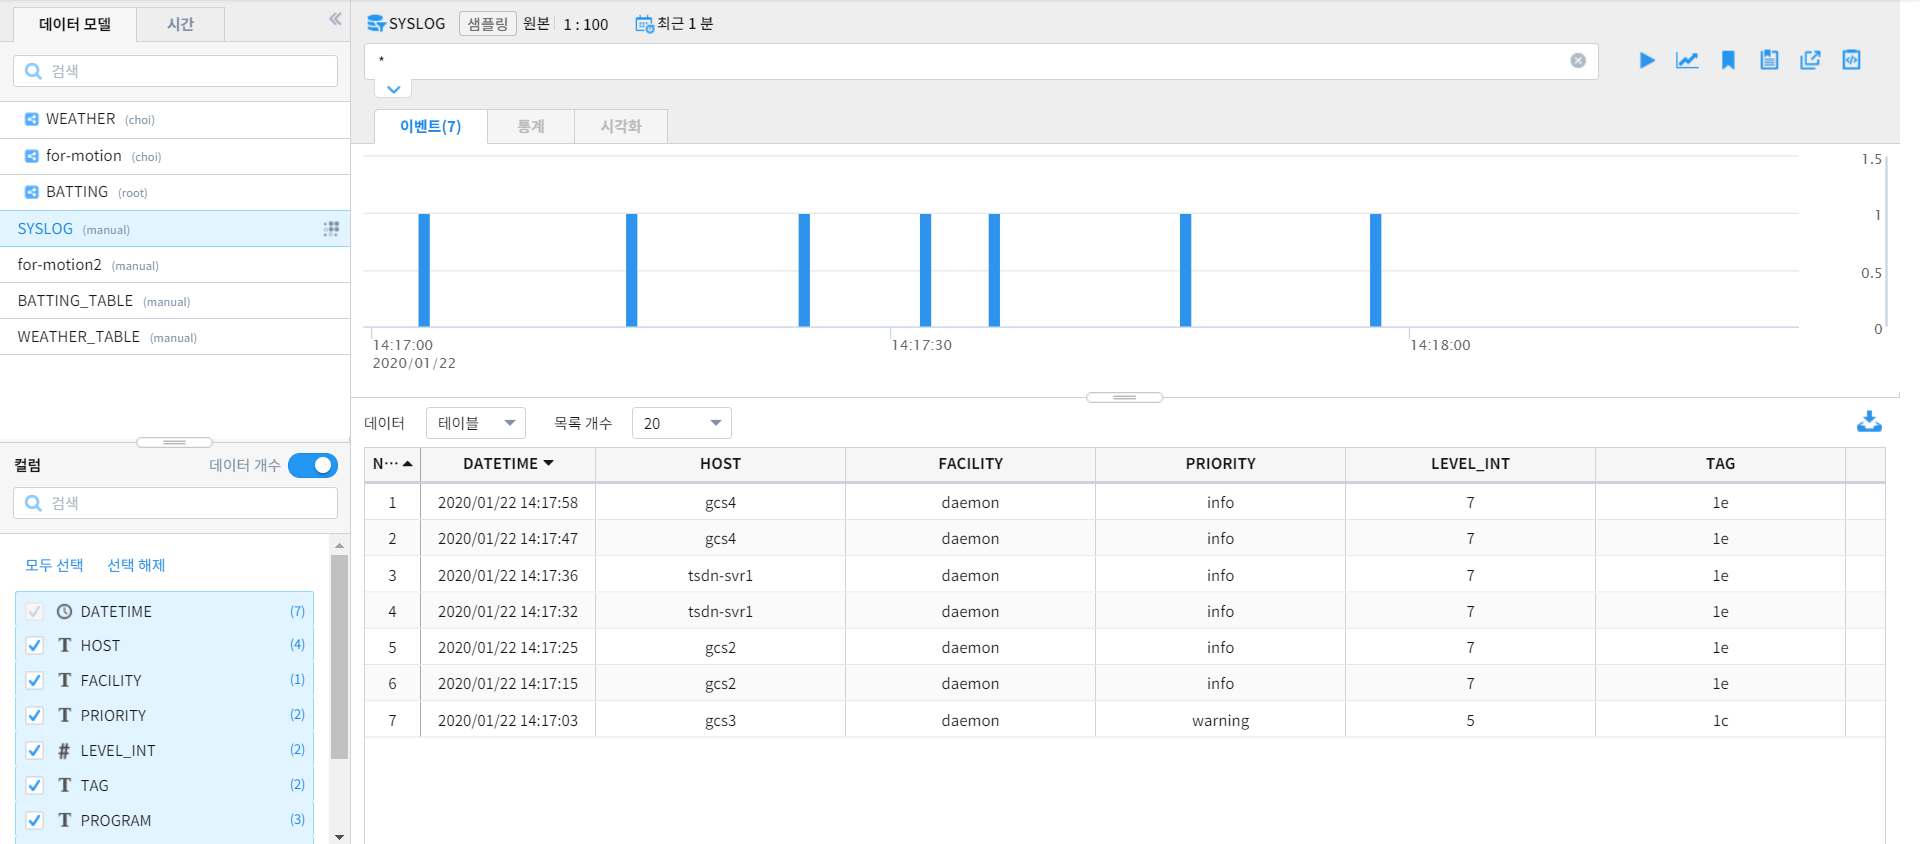 데이터 모델
시간
검색
WEATHER (choi)
for-motion (choi)
BATTING (root)
SYSLOG (manual)
for-motion2 (manual)
BATTING_TABLE (manual)
WEATHER_TABLE (manual)
컬럼
데이터 개수
검색
모두 선택 선택 해제
DATETIME (7)
HOST (4)
FACILITY (1)
PRIORITY (2)
LEVEL_INT (2)
TAG (2)
PROGRAM (3)
SYSLOG 샘플링 원본 1 : 100 최근 1 분
*
이벤트(7) 통계 시각화
1.5
1
0.5
0
14:17:00 14:17:30 14:18:00
2020/01/22
데이터 테이블 목록 개수 20
N··· DATETIME HOST FACILITY PRIORITY LEVEL_INT TAG
1 2020/01/22 14:17:58 gcs4 daemon info 7 1e
2 2020/01/22 14:17:47 gcs4 daemon info 7 1e
3 2020/01/22 14:17:36 tsdn-svr1 daemon info 7 1e
4 2020/01/22 14:17:32 tsdn-svr1 daemon info 7 1e
5 2020/01/22 14:17:25 gcs2 daemon info 7 1e
6 2020/01/22 14:17:15 gcs2 daemon info 7 1e
7 2020/01/22 14:17:03 gcs3 daemon warning 5 1c